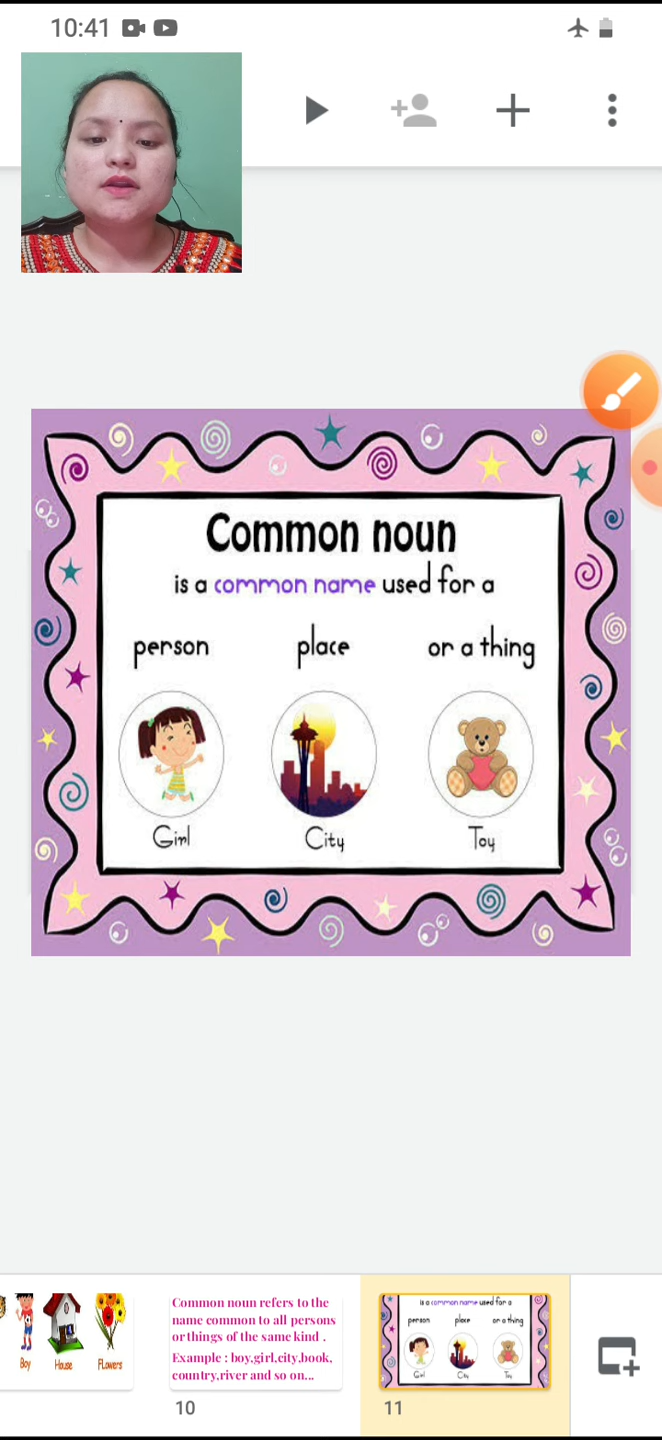 10:41
Common noun
is a common name used for a
person place or a thing
Girl City Toy
Boy House FLowers
Common noun refers to the
name common to all persons
or things of the same kind .
Example : boy,girl,city,book,
country,river and so on...
10
is a common name used for a
person place or a thing
Girl City Toy
11